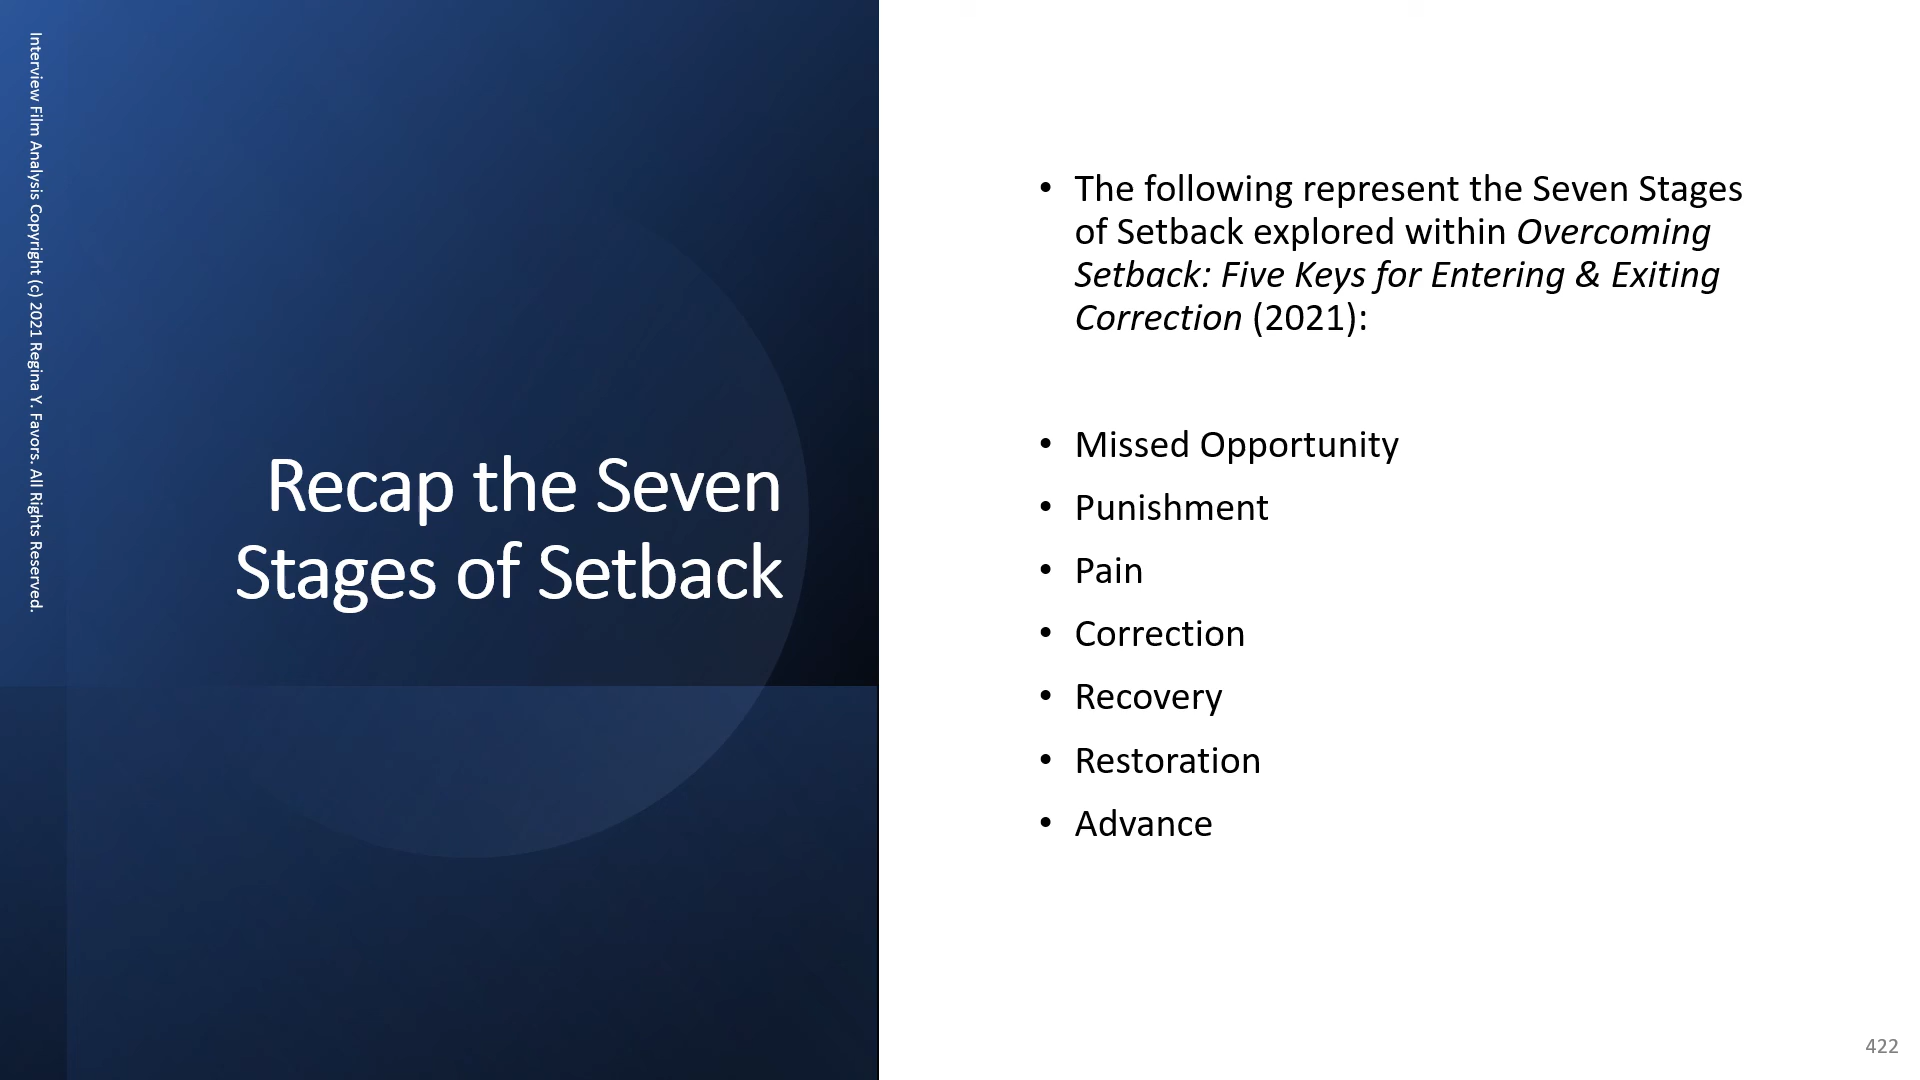 Interview Film Analysis Copyright (c) 2021 Regina Y. Favors. All Rights Reserved.
Recap the Seven
Stages of Setback
• The following represent the Seven Stages
of Setback explored within Overcoming
Setback: Five Keys for Entering & Exiting
Correction (2021):
• Missed Opportunity
• Punishment
• Pain
• Correction
• Recovery
• Restoration
• Advance
422